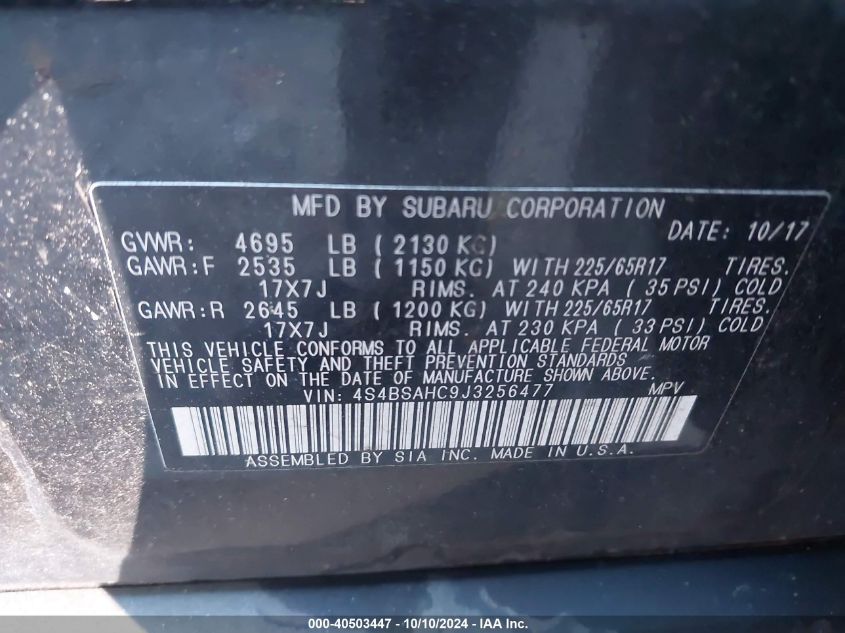 MFD BY SUBARU CORPORATION
DATE: 10/17
GVWR: 4695 LB ( 2130 KG)
GAWR:F 2535 LB ( 1150 KG) WITH 225/65R17 TIRES.
17X7J RIMS. AT 240 KPA ( 35 PSI) COLD
GAWR:R 2645 LB ( 1200 KG) WITH 225/65R17 TIRES.
17X7J RIMS. AT 230 KPA ( 33 PSI) COLD
THIS VEHICLE CONFORMS TO ALL APPLICABLE FEDERAL MOTOR
VEHICLE SAFETY AND THEFT PREVENTION STANDARDS
IN EFFECT ON THE DATE OF MANUFACTURE SHOWN ABOVE.
VIN: 4S4BSAHC9J3256477 MPV
ASSEMBLED BY SIA INC. MADE IN U.S.A.
000-40503447 - 10/10/2024 - IAA Inc.